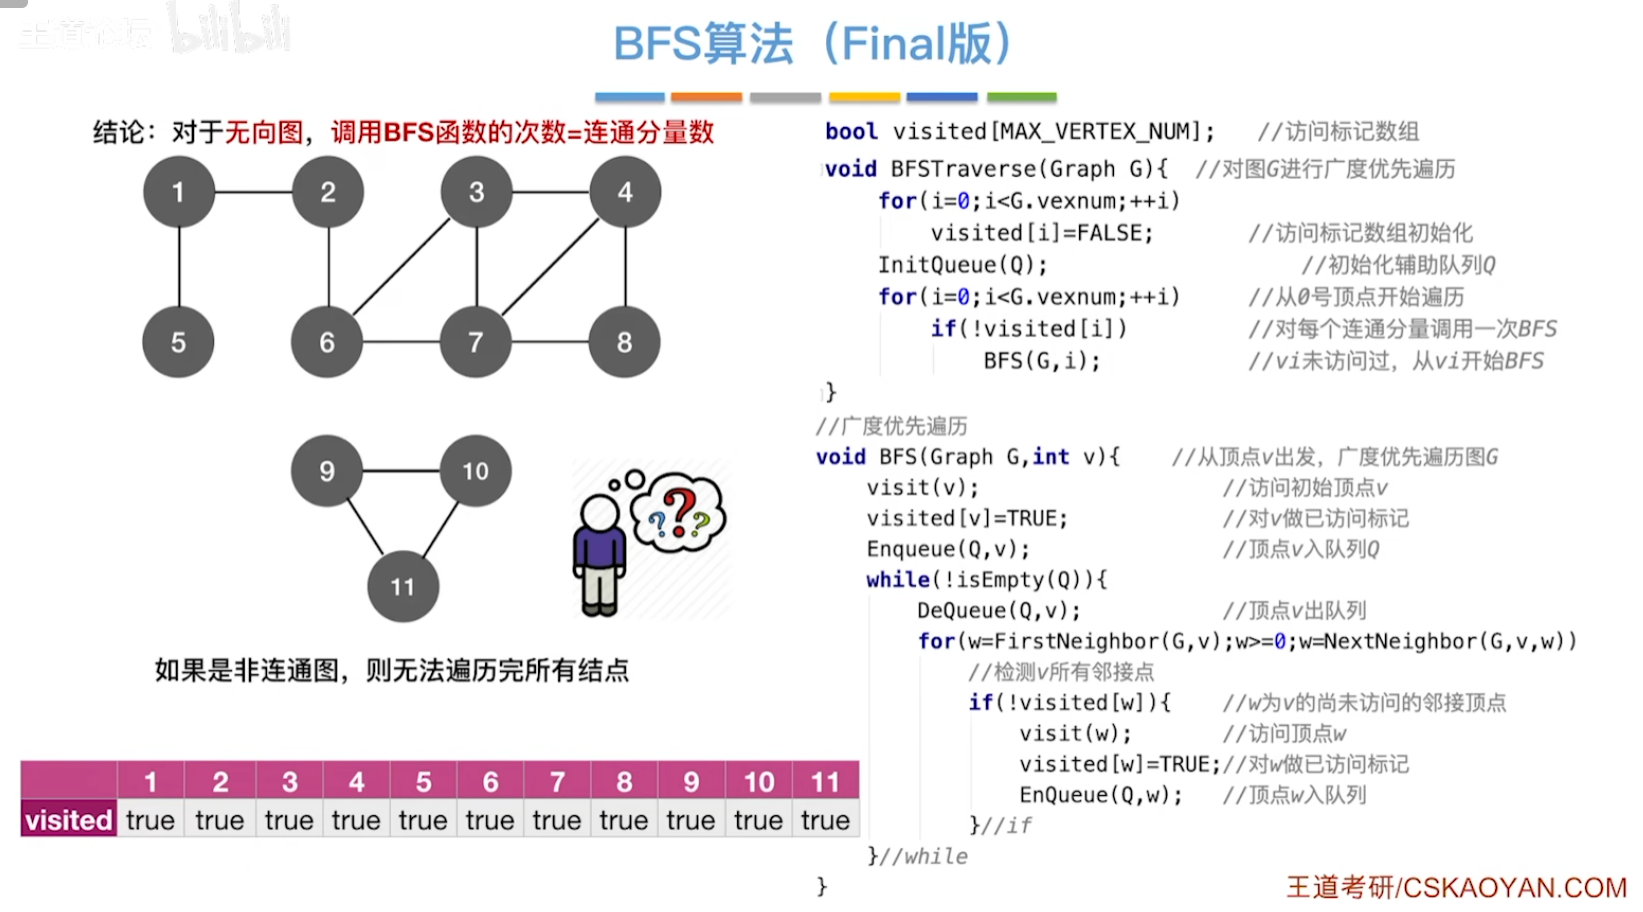 王道论坛 bilibili
BFS算法（Final版）
结论：对于无向图，调用BFS函数的次数=连通分量数
1
2
3
4
5
6
7
8
9
10
11
? ? ?
如果是非连通图，则无法遍历完所有结点
1 2 3 4 5 6 7 8 9 10 11
visited true true true true true true true true true true true
bool visited[MAX_VERTEX_NUM]; //访问标记数组
void BFSTraverse(Graph G){ //对图G进行广度优先遍历
for(i=0;i<G.vexnum;++i)
visited[i]=FALSE; //访问标记数组初始化
InitQueue(Q); //初始化辅助队列Q
for(i=0;i<G.vexnum;++i) //从0号顶点开始遍历
if(!visited[i]) //对每个连通分量调用一次BFS
BFS(G,i); //vi未访问过，从vi开始BFS
}
//广度优先遍历
void BFS(Graph G,int v){ //从顶点v出发，广度优先遍历图G
visit(v); //访问初始顶点v
visited[v]=TRUE; //对v做已访问标记
Enqueue(Q,v); //顶点v入队列Q
while(!isEmpty(Q)){
DeQueue(Q,v); //顶点v出队列
for(w=FirstNeighbor(G,v);w>=0;w=NextNeighbor(G,v,w))
//检测v所有邻接点
if(!visited[w]){ //w为v的尚未访问的邻接顶点
visit(w); //访问顶点w
visited[w]=TRUE;//对w做已访问标记
EnQueue(Q,w); //顶点w入队列
}//if
}//while
}
王道考研/CSKAOYAN.COM